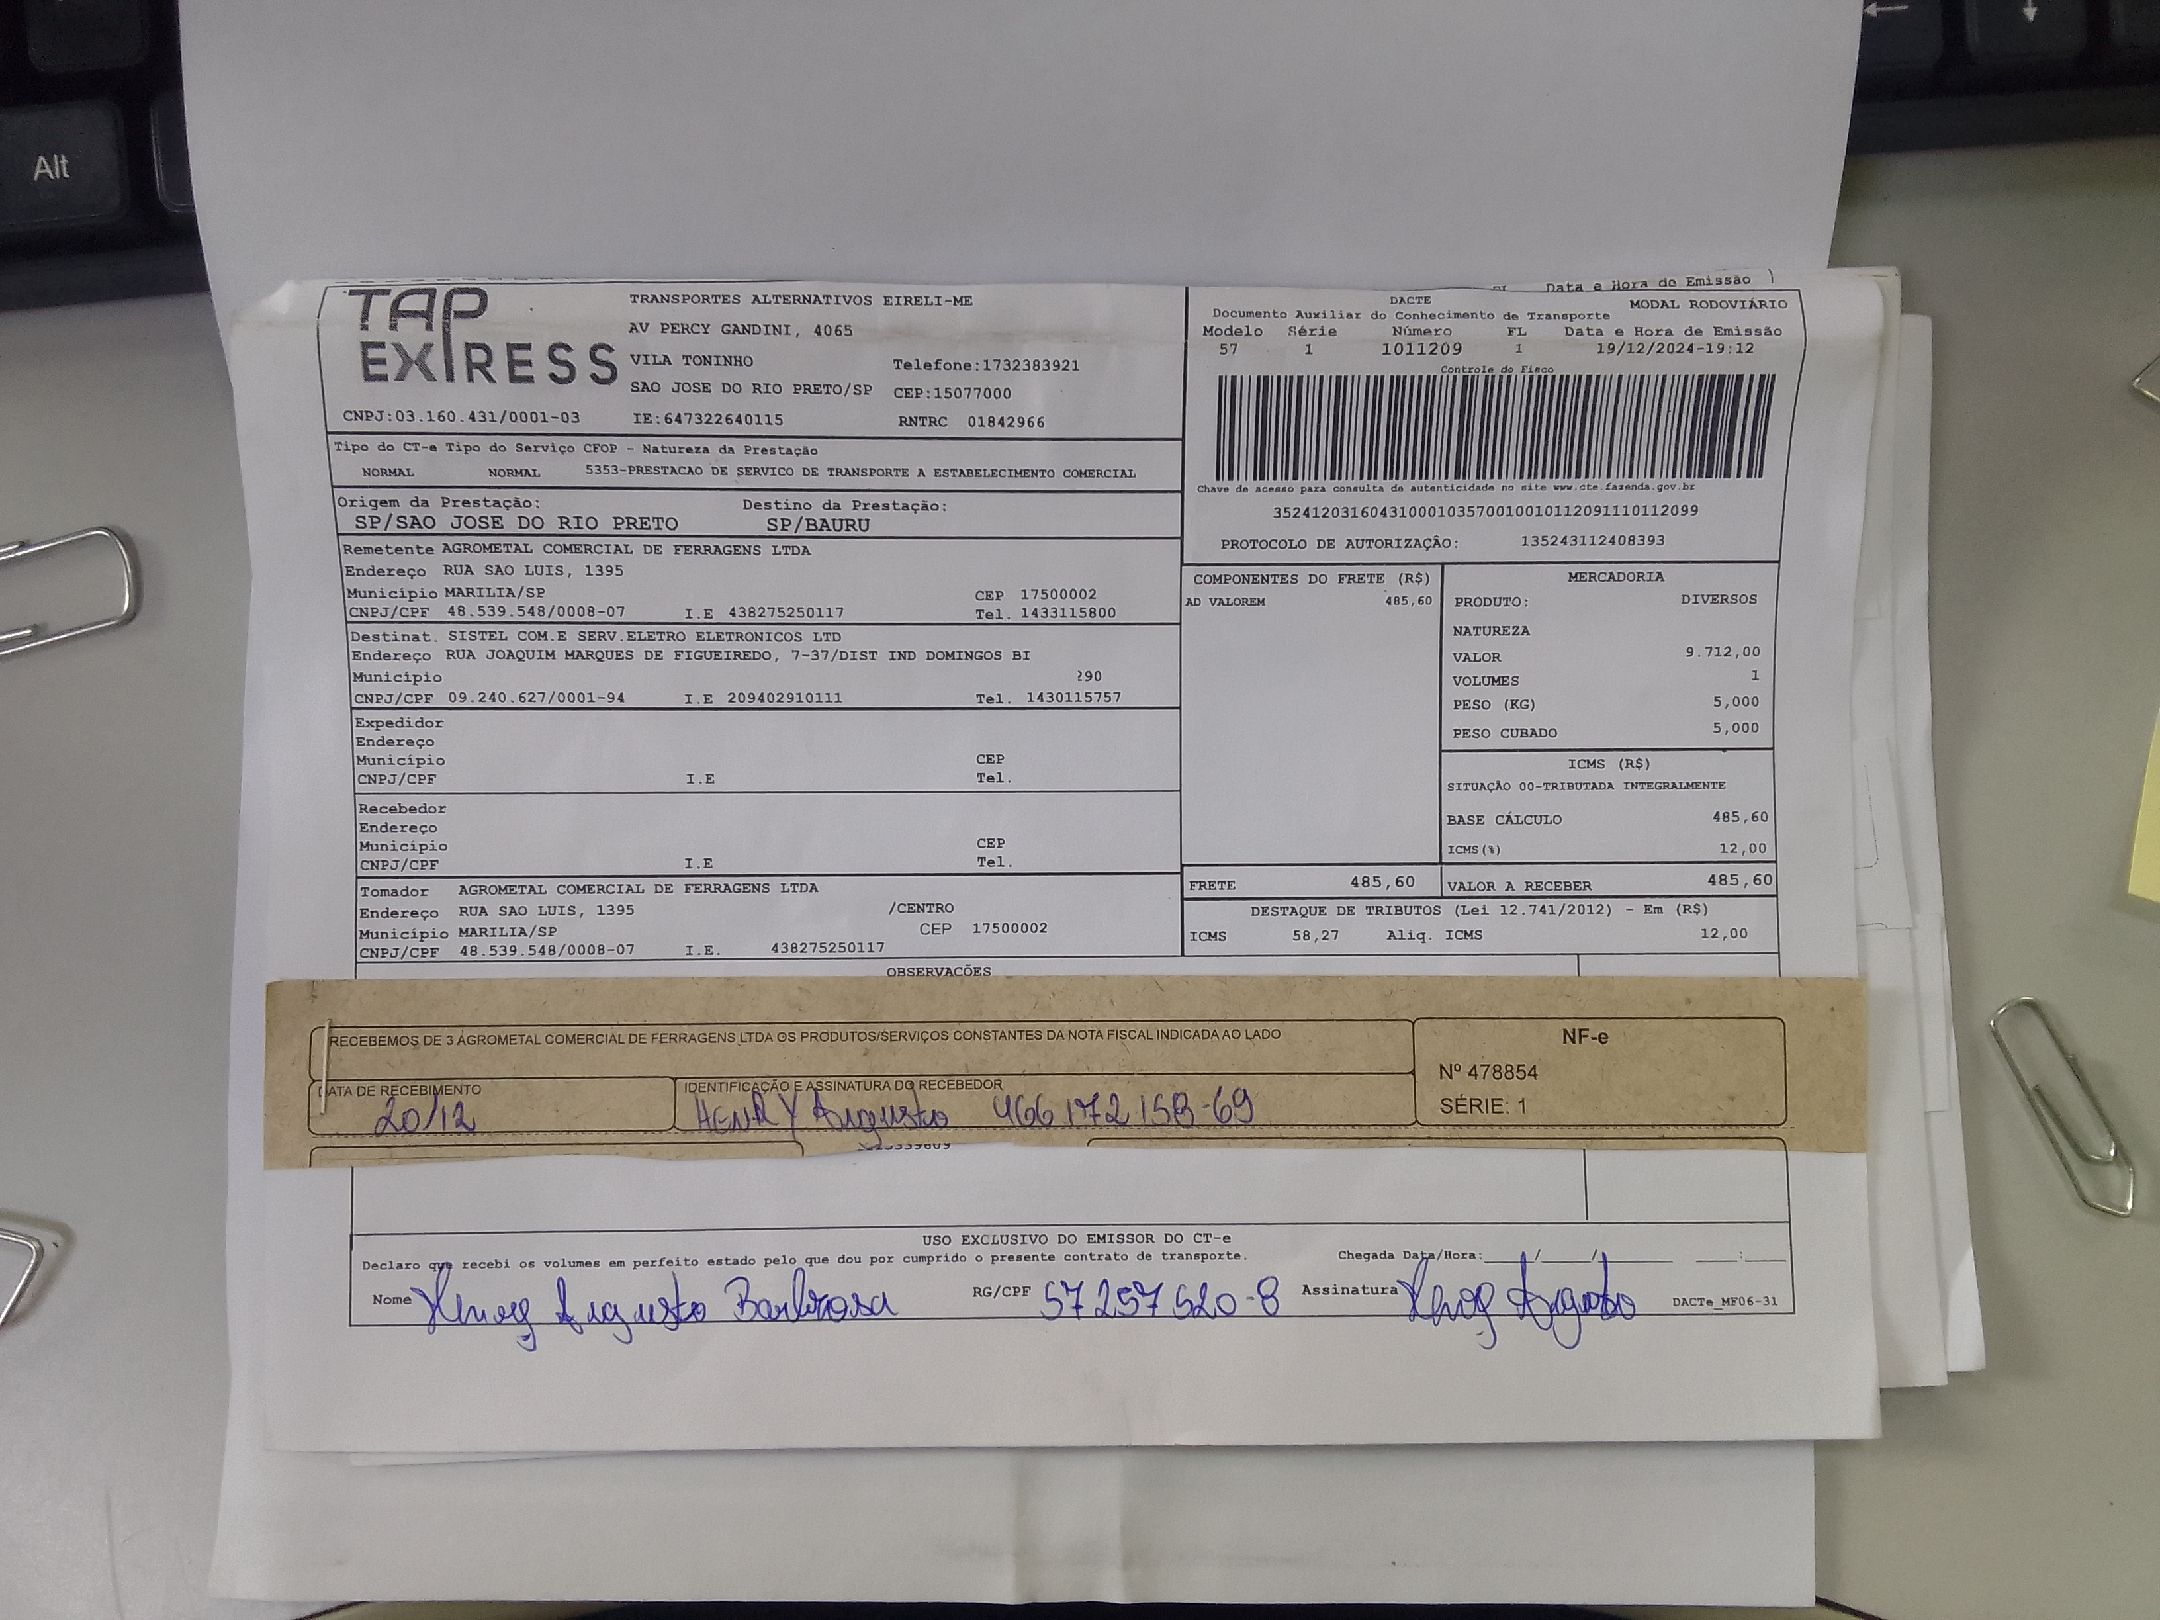 Alt
Data e Hora de Emissão
TAP EXPRESS
TRANSPORTES ALTERNATIVOS EIRELI-ME
AV PERCY GANDINI, 4065
VILA TONINHO Telefone:1732383921
SAO JOSE DO RIO PRETO/SP CEP:15077000
CNPJ:03.160.431/0001-03 IE:647322640115 RNTRC 01842966
DACTE MODAL RODOVIÁRIO
Documento Auxiliar do Conhecimento de Transporte
Modelo Série Número FL Data e Hora de Emissão
57 1 1011209 1 19/12/2024-19:12
Controle do Fisco
Chave de acesso para consulta de autenticidade no site www.cte.fazenda.gov.br
35241203160431000103570010010112091110112099
PROTOCOLO DE AUTORIZAÇÃO: 135243112408393
Tipo do CT-e Tipo do Serviço CFOP - Natureza da Prestação
NORMAL NORMAL 5353-PRESTACAO DE SERVICO DE TRANSPORTE A ESTABELECIMENTO COMERCIAL
Origem da Prestação: Destino da Prestação:
SP/SAO JOSE DO RIO PRETO SP/BAURU
Remetente AGROMETAL COMERCIAL DE FERRAGENS LTDA
Endereço RUA SAO LUIS, 1395
Município MARILIA/SP CEP 17500002
CNPJ/CPF 48.539.548/0008-07 I.E 438275250117 Tel. 1433115800
Destinat. SISTEL COM.E SERV.ELETRO ELETRONICOS LTD
Endereço RUA JOAQUIM MARQUES DE FIGUEIREDO, 7-37/DIST IND DOMINGOS BI
Município 290
CNPJ/CPF 09.240.627/0001-94 I.E 209402910111 Tel. 1430115757
Expedidor
Endereço
Município CEP
CNPJ/CPF I.E Tel.
Recebedor
Endereço
Município CEP
CNPJ/CPF I.E Tel.
Tomador AGROMETAL COMERCIAL DE FERRAGENS LTDA
Endereço RUA SAO LUIS, 1395 /CENTRO
Município MARILIA/SP CEP 17500002
CNPJ/CPF 48.539.548/0008-07 I.E. 438275250117
COMPONENTES DO FRETE (R$)
AD VALOREM 485,60
MERCADORIA
PRODUTO: DIVERSOS
NATUREZA
VALOR 9.712,00
VOLUMES 1
PESO (KG) 5,000
PESO CUBADO 5,000
ICMS (R$)
SITUAÇÃO 00-TRIBUTADA INTEGRALMENTE
BASE CÁLCULO 485,60
ICMS(%) 12,00
FRETE 485,60 VALOR A RECEBER 485,60
DESTAQUE DE TRIBUTOS (Lei 12.741/2012) - Em (R$)
ICMS 58,27 Aliq. ICMS 12,00
OBSERVAÇÕES
RECEBEMOS DE 3 AGROMETAL COMERCIAL DE FERRAGENS LTDA OS PRODUTOS/SERVIÇOS CONSTANTES DA NOTA FISCAL INDICADA AO LADO
DATA DE RECEBIMENTO IDENTIFICAÇÃO E ASSINATURA DO RECEBEDOR
20/12 HENRY Augusto 466 172 158-69
NF-e
Nº 478854
SÉRIE: 1
USO EXCLUSIVO DO EMISSOR DO CT-e
Declaro que recebi os volumes em perfeito estado pelo que dou por cumprido o presente contrato de transporte. Chegada Data/Hora:____/____/____ ____:____
Nome Henry Augusto Barbosa RG/CPF 57 257 520-8 Assinatura Henry Augusto DACTe_MF06-31